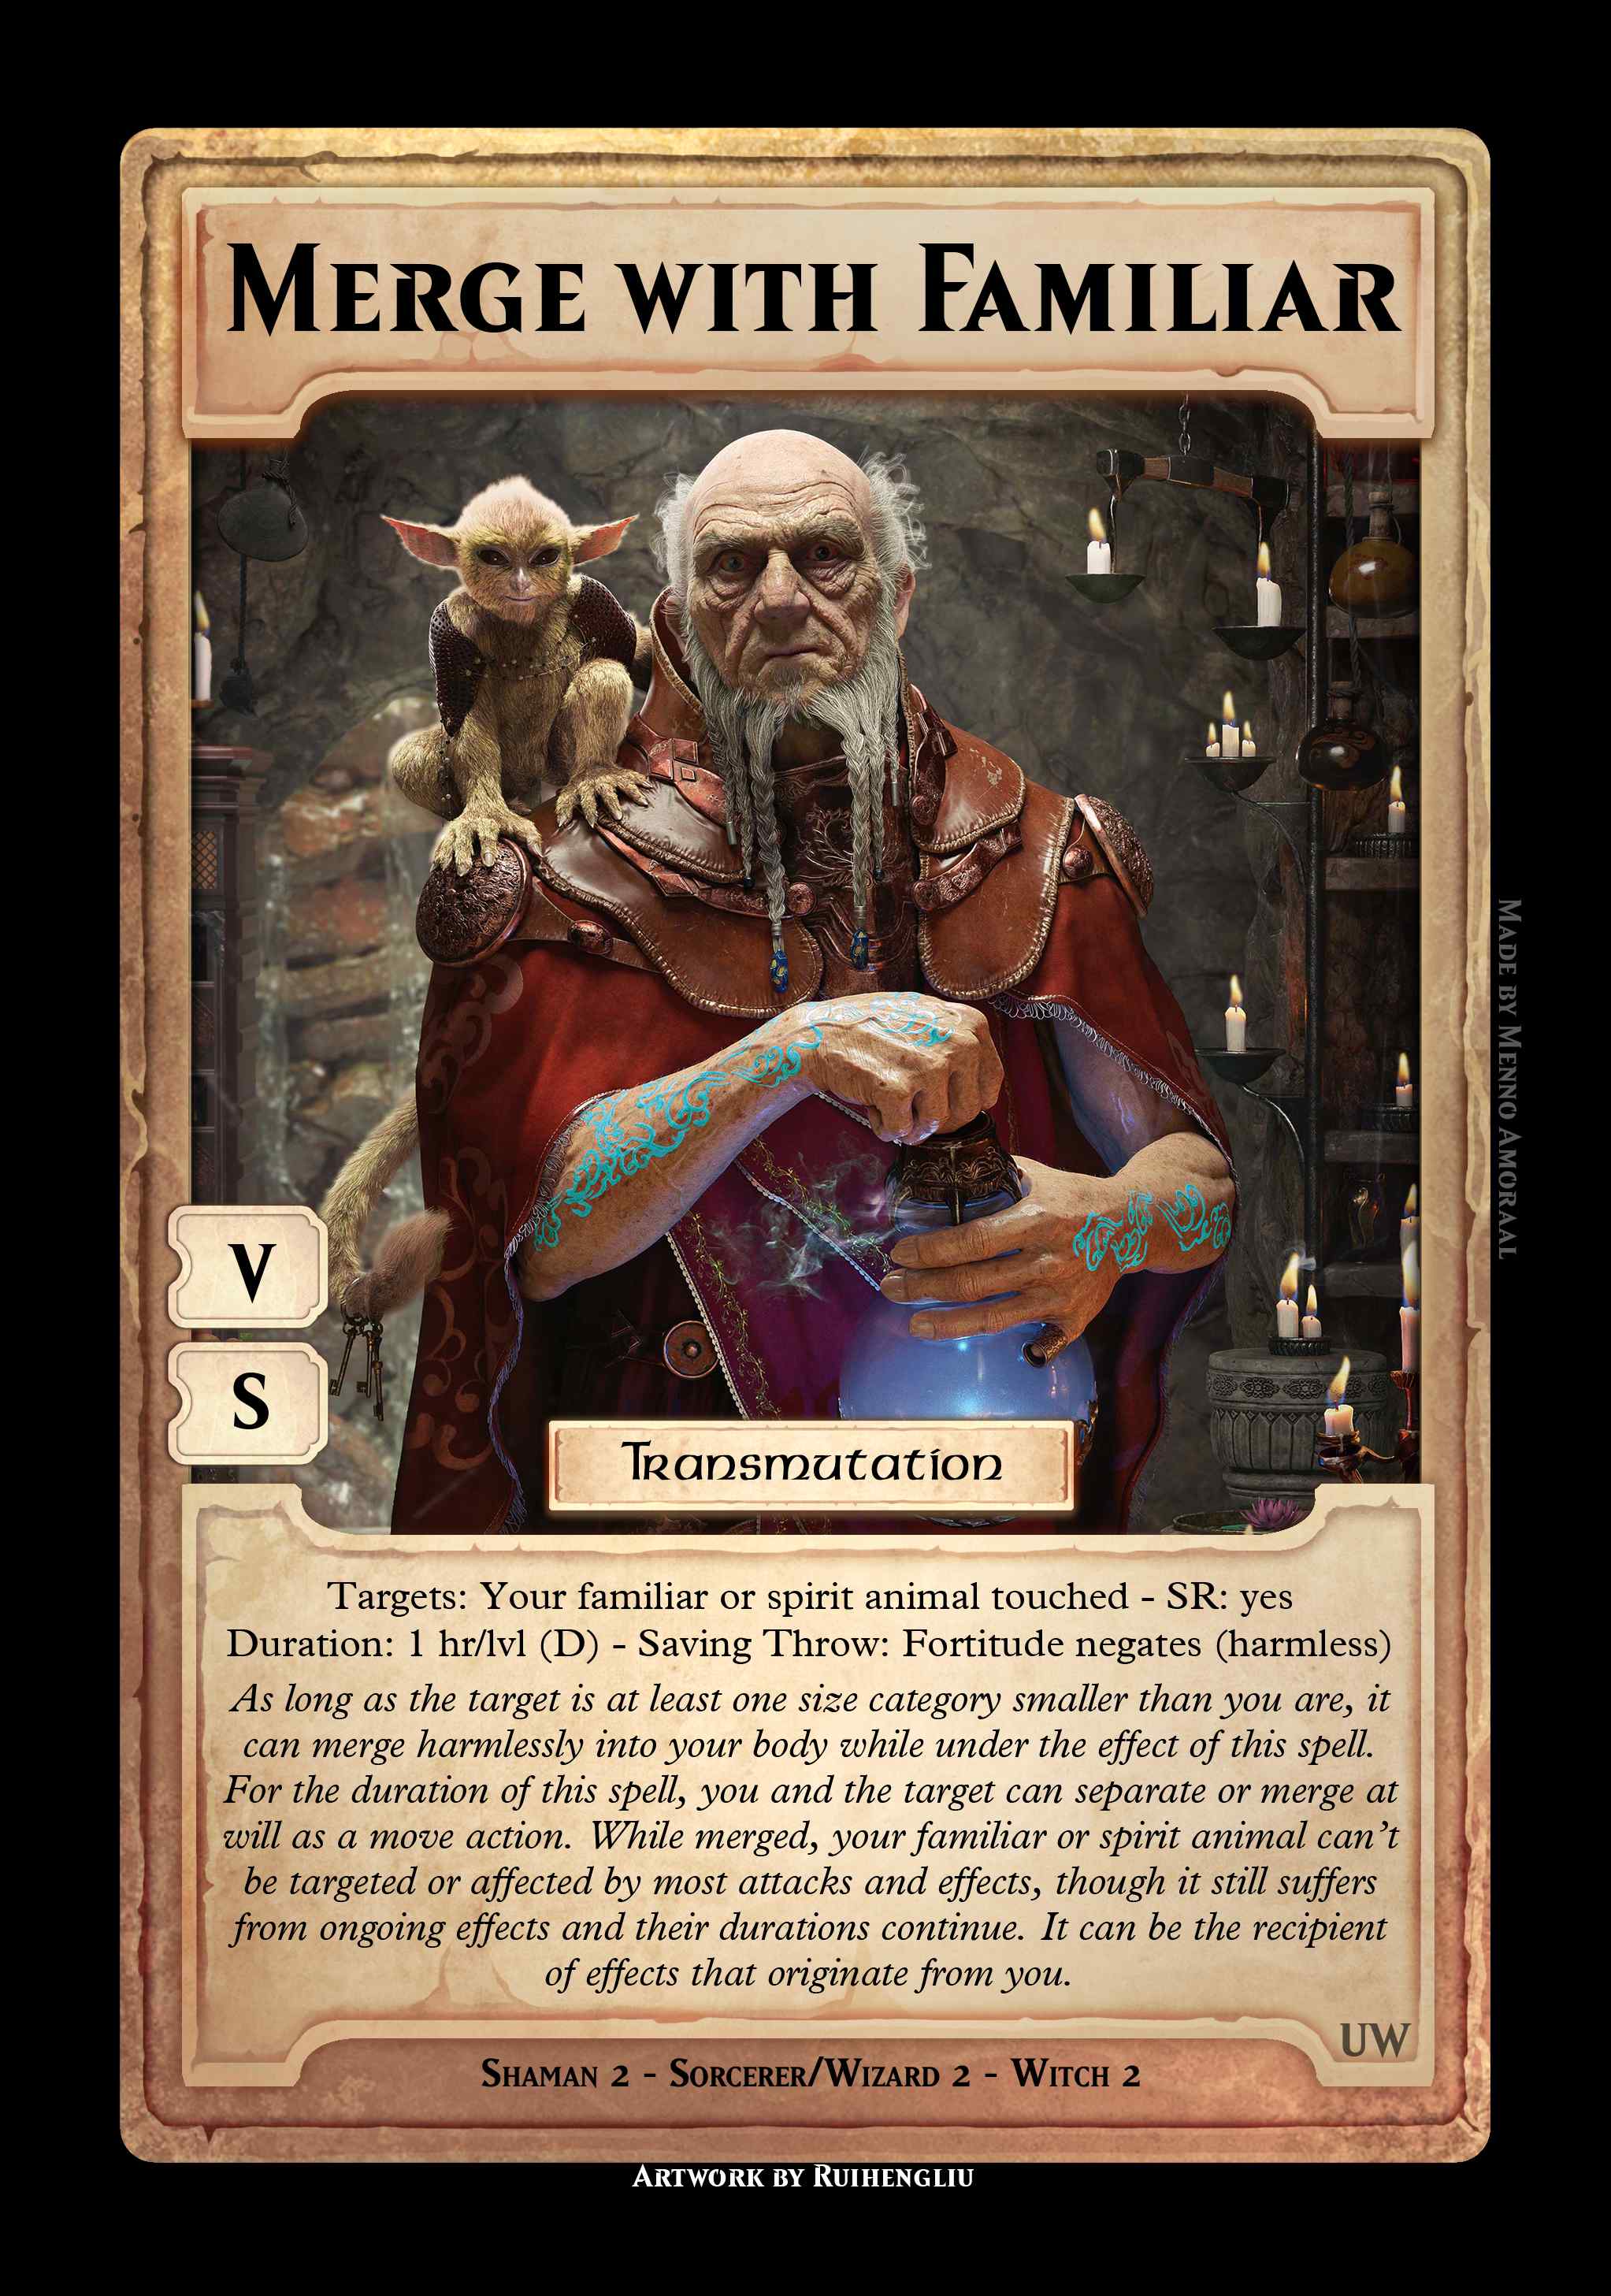 Merge with Familiar
V
S
Transmutation
Targets: Your familiar or spirit animal touched - SR: yes
Duration: 1 hr/lvl (D) - Saving Throw: Fortitude negates (harmless)
As long as the target is at least one size category smaller than you are, it
can merge harmlessly into your body while under the effect of this spell.
For the duration of this spell, you and the target can separate or merge at
will as a move action. While merged, your familiar or spirit animal can't
be targeted or affected by most attacks and effects, though it still suffers
from ongoing effects and their durations continue. It can be the recipient
of effects that originate from you.
UW
Shaman 2 - Sorcerer/Wizard 2 - Witch 2
Artwork by Ruihengliu
Made by Menno Amoraal